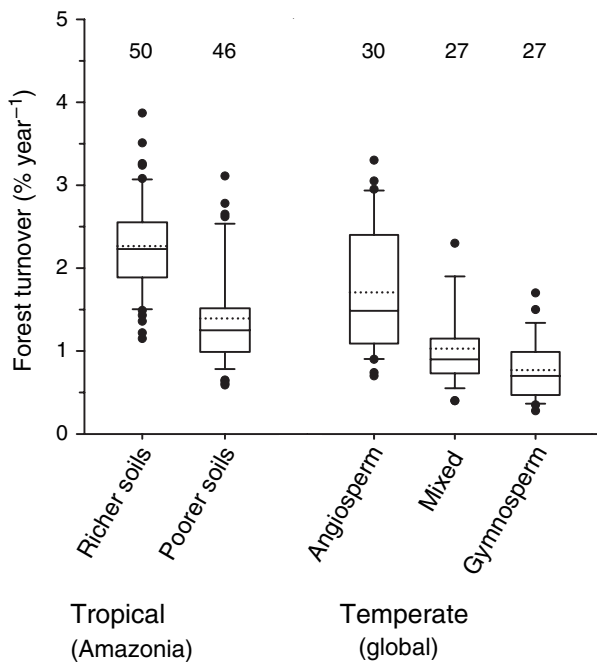 Forest turnover (% year⁻¹)
5
4
3
2
1
0
50 46 30 27 27
Richer soils
Poorer soils
Angiosperm
Mixed
Gymnosperm
Tropical
(Amazonia)
Temperate
(global)